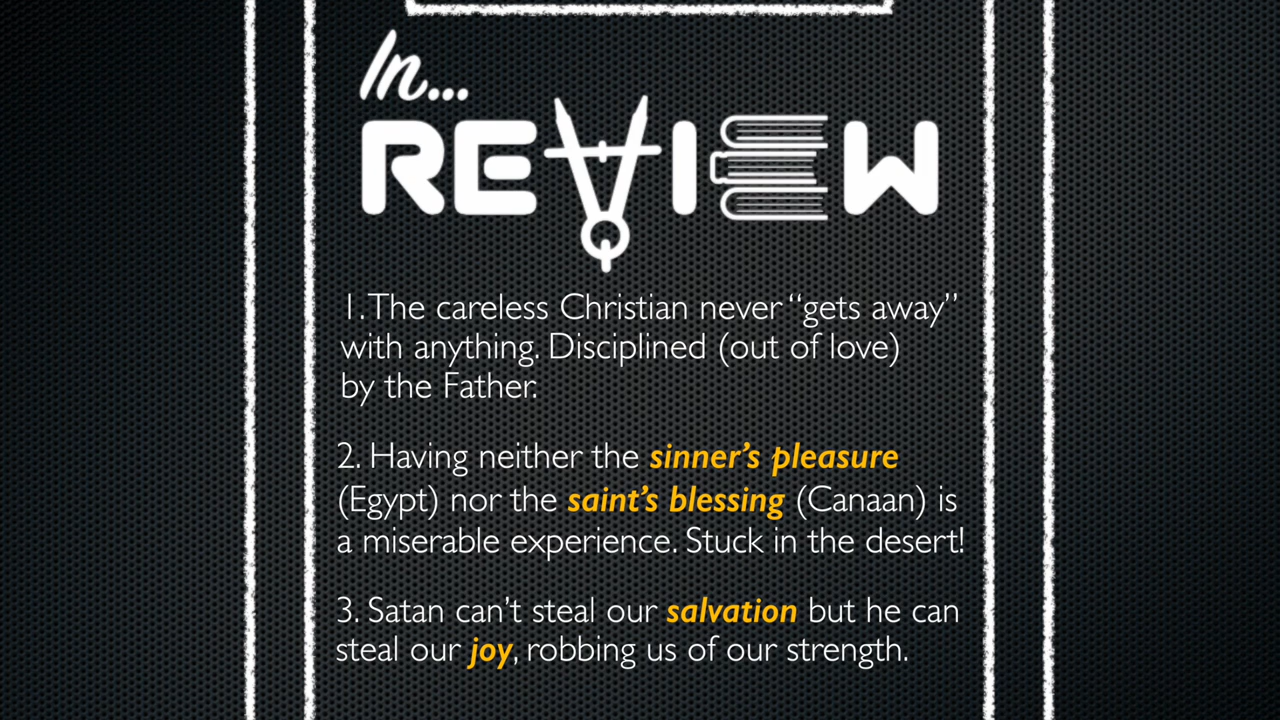 In...
REVIEW
1. The careless Christian never “gets away”
with anything. Disciplined (out of love)
by the Father.
2. Having neither the sinner’s pleasure
(Egypt) nor the saint’s blessing (Canaan) is
a miserable experience. Stuck in the desert!
3. Satan can’t steal our salvation but he can
steal our joy, robbing us of our strength.